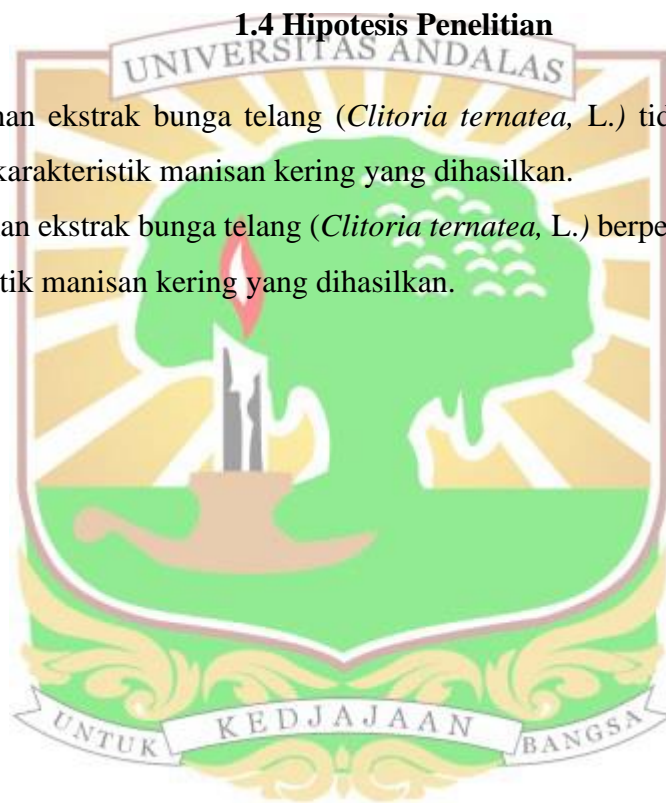 1.4 Hipotesis Penelitian
UNIVERSITAS ANDALAS
nan ekstrak bunga telang (Clitoria ternatea, L.) tid
karakteristik manisan kering yang dihasilkan.
an ekstrak bunga telang (Clitoria ternatea, L.) berpe
tik manisan kering yang dihasilkan.
UNTUK KEDJAJAAN BANGSA